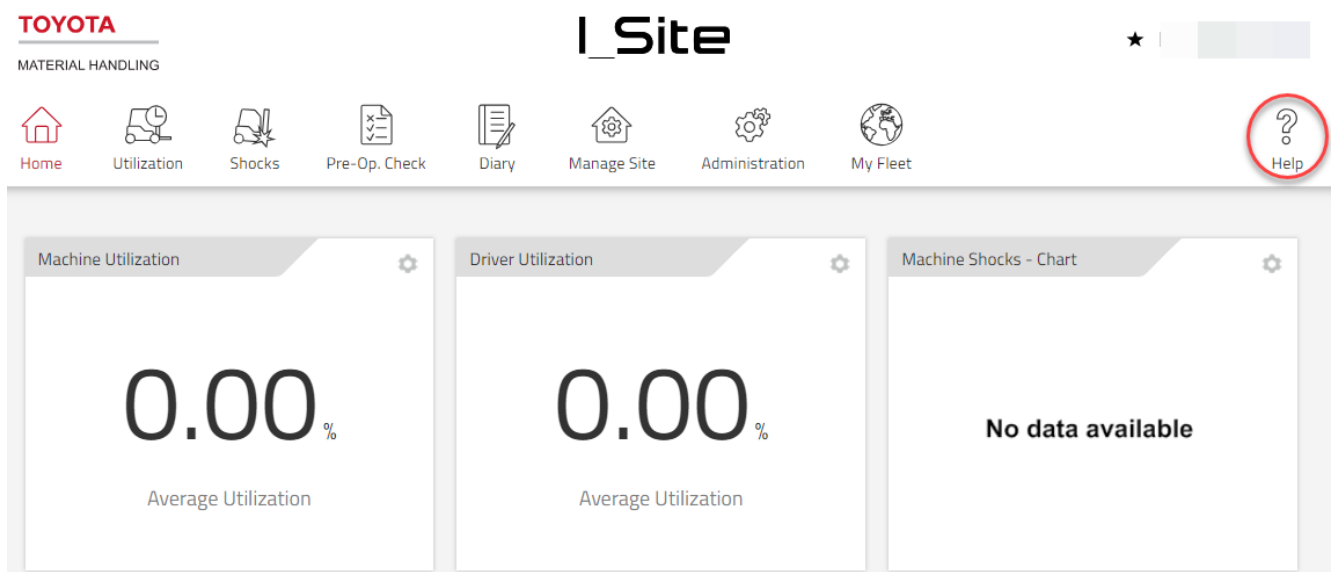 TOYOTA
MATERIAL HANDLING
I_Site
Home
Utilization
Shocks
Pre-Op. Check
Diary
Manage Site
Administration
My Fleet
Help
Machine Utilization
0.00 %
Average Utilization
Driver Utilization
0.00 %
Average Utilization
Machine Shocks - Chart
No data available